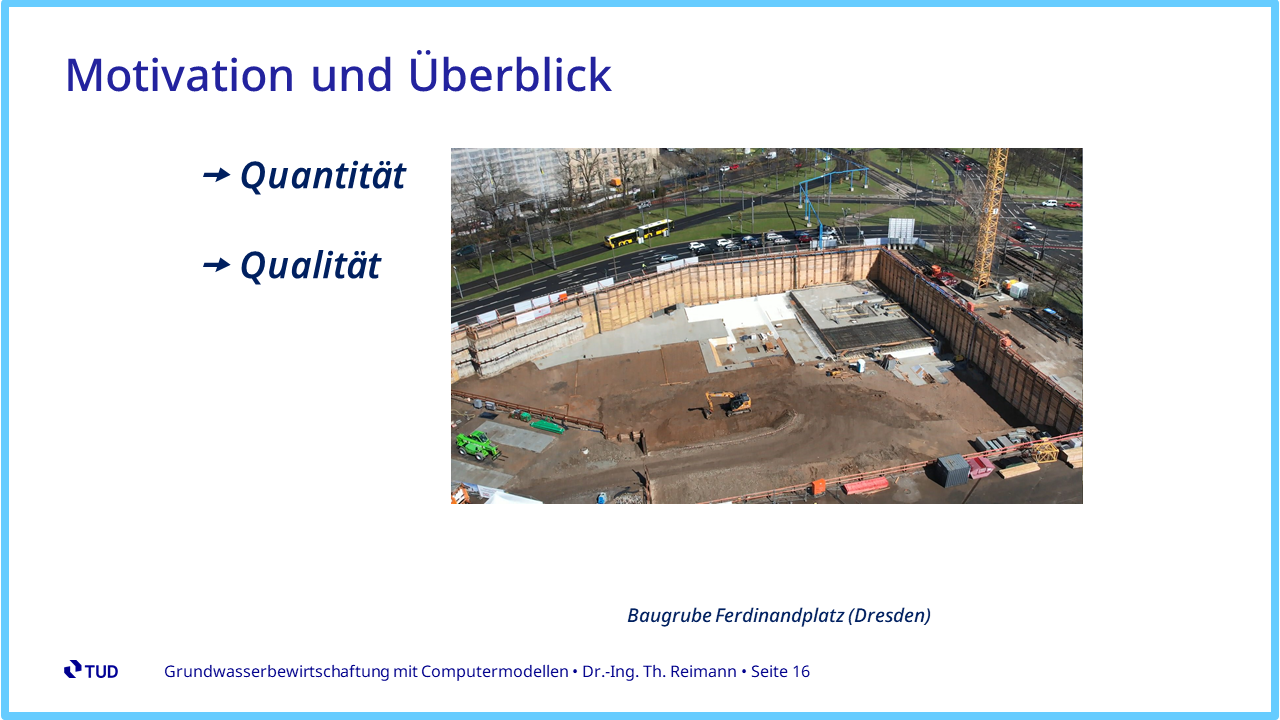 Motivation und Überblick
➙ Quantität
➙ Qualität
Baugrube Ferdinandplatz (Dresden)
TUD
Grundwasserbewirtschaftung mit Computermodellen • Dr.-Ing. Th. Reimann • Seite 16